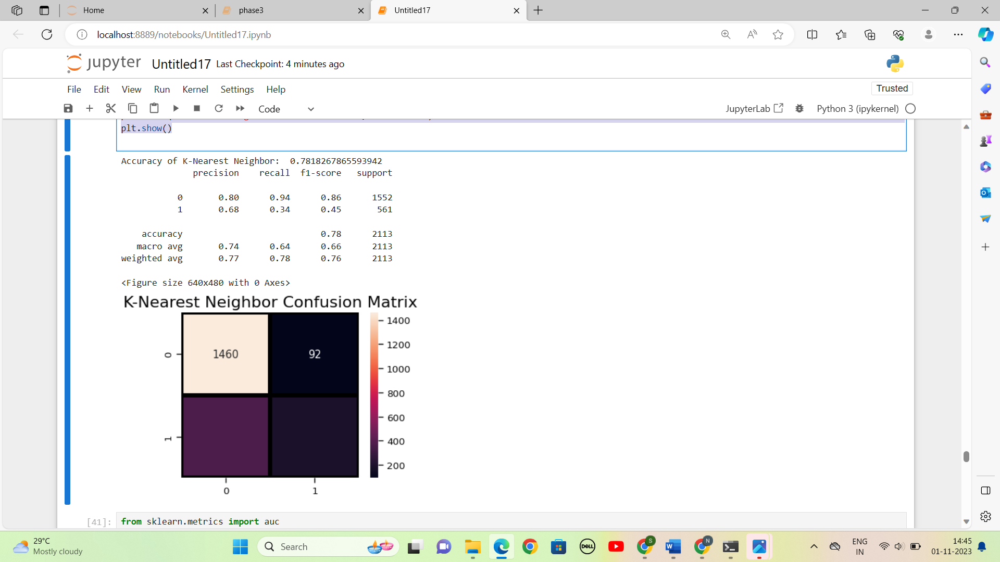 Home
phase3
Untitled17
localhost:8889/notebooks/Untitled17.ipynb
jupyter Untitled17 Last Checkpoint: 4 minutes ago
File Edit View Run Kernel Settings Help
Trusted
Code
JupyterLab
Python 3 (ipykernel)
plt.show()
Accuracy of K-Nearest Neighbor:  0.7818267865593942
precision recall f1-score support
0 0.80 0.94 0.86 1552
1 0.68 0.34 0.45 561
accuracy 0.78 2113
macro avg 0.74 0.64 0.66 2113
weighted avg 0.77 0.78 0.76 2113
<Figure size 640x480 with 0 Axes>
K-Nearest Neighbor Confusion Matrix
1400
1200
1000
800
600
400
200
0
1460 92
1
0 1
[41]: from sklearn.metrics import auc
29°C
Mostly cloudy
Search
DELL
S
N
ENG
IN
14:45
01-11-2023